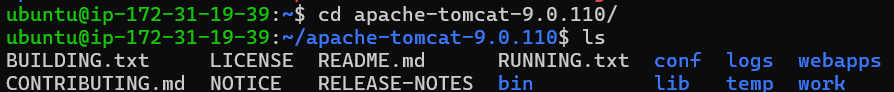 ubuntu@ip-172-31-19-39:~$ cd apache-tomcat-9.0.110/
ubuntu@ip-172-31-19-39:~/apache-tomcat-9.0.110$ ls
BUILDING.txt LICENSE README.md RUNNING.txt conf logs webapps
CONTRIBUTING.md NOTICE RELEASE-NOTES bin lib temp work